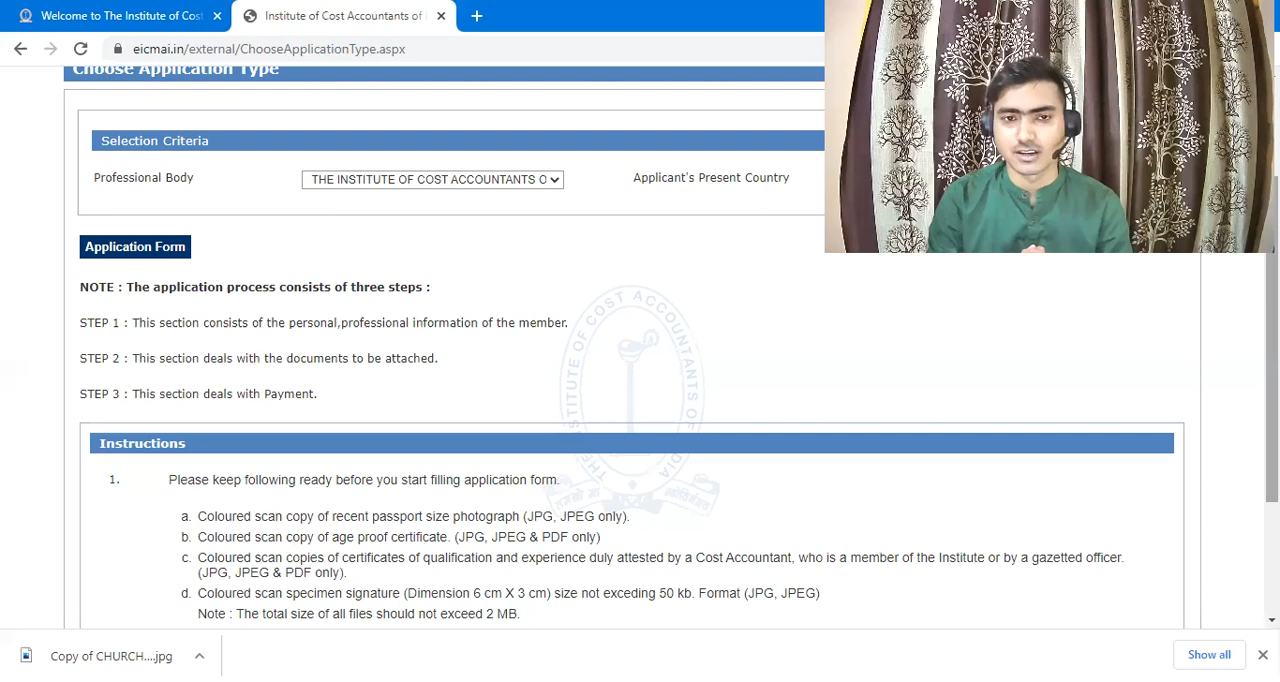 Welcome to The Institute of Cost
Institute of Cost Accountants of
eicmai.in/external/ChooseApplicationType.aspx
Choose Application Type
Selection Criteria
Professional Body
THE INSTITUTE OF COST ACCOUNTANTS O
Applicant's Present Country
Application Form
NOTE : The application process consists of three steps :
STEP 1 : This section consists of the personal,professional information of the member.
STEP 2 : This section deals with the documents to be attached.
STEP 3 : This section deals with Payment.
THE INSTITUTE OF COST ACCOUNTANTS OF INDIA
Instructions
1. Please keep following ready before you start filling application form.
a. Coloured scan copy of recent passport size photograph (JPG, JPEG only).
b. Coloured scan copy of age proof certificate. (JPG, JPEG & PDF only)
c. Coloured scan copies of certificates of qualification and experience duly attested by a Cost Accountant, who is a member of the Institute or by a gazetted officer.
(JPG, JPEG & PDF only).
d. Coloured scan specimen signature (Dimension 6 cm X 3 cm) size not exceeding 50 kb. Format (JPG, JPEG)
Note : The total size of all files should not exceed 2 MB.
Copy of CHURCH....jpg
Show all